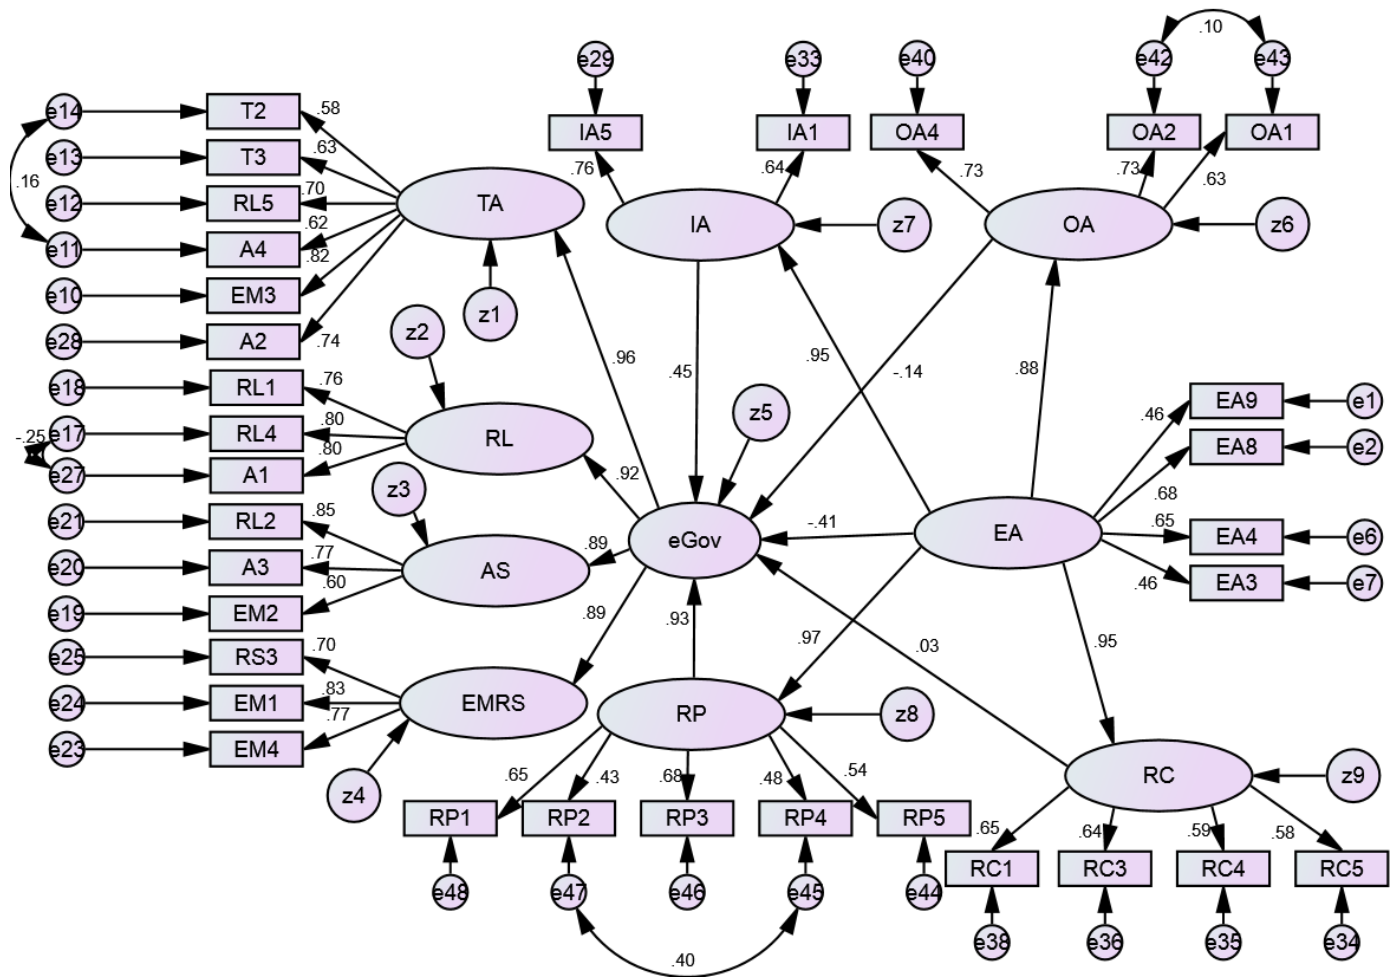 .10
e29 e33 e40 e42 e43
e14 T2 .58 IA5 IA1 OA4 OA2 OA1
e13 T3 .63 .76 .64 .73 .73 .63
.16
e12 RL5 .70 TA IA z7 OA z6
e11 A4 .62
.82
e10 EM3 z1
e28 A2 .74 z2
.96 .45 .95 -.14 .88
e18 RL1 .76 z5 .46 EA9 e1
-.25 e17 RL4 .80 RL EA8 e2
e27 A1 .80 .92 .68
z3
e21 RL2 .85 .65 EA4 e6
e20 A3 .77 AS .89 eGov -.41 EA
e19 EM2 .60 .46 EA3 e7
.89 .93 .97 .03 .95
e25 RS3 .70
e24 EM1 .83 EMRS RP z8
e23 EM4 .77
z4 .65 .43 .68 .48 .54 RC z9
RP1 RP2 RP3 RP4 RP5 .65 .64 .59 .58
RC1 RC3 RC4 RC5
e48 e47 e46 e45 e44
e38 e36 e35 e34
.40